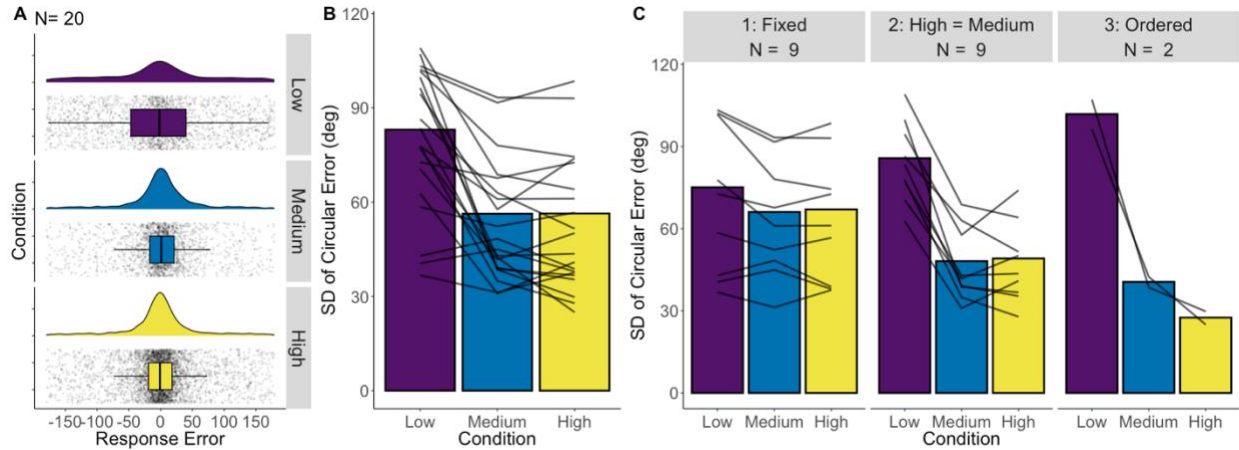 A
N= 20
Condition
Low
Medium
High
-150-100 -50 0 50 100 150
Response Error
B
SD of Circular Error (deg)
120
90
60
30
0
Low Medium High
Condition
C
1: Fixed
N = 9
2: High = Medium
N = 9
3: Ordered
N = 2
SD of Circular Error (deg)
120
90
60
30
0
Low Medium High
Low Medium High
Low Medium High
Condition